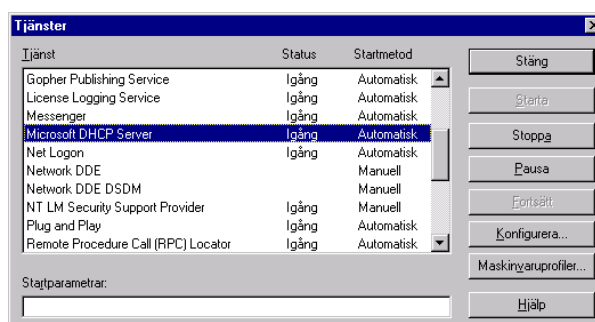 Tjänster
Tjänst Status Startmetod
Gopher Publishing Service Igång Automatisk
License Logging Service Igång Automatisk
Messenger Igång Automatisk
Microsoft DHCP Server Igång Automatisk
Net Logon Igång Automatisk
Network DDE Manuell
Network DDE DSDM Manuell
NT LM Security Support Provider Igång Manuell
Plug and Play Igång Automatisk
Remote Procedure Call (RPC) Locator Igång Automatisk
Startparametrar:
Stäng
Starta
Stoppa
Pausa
Fortsätt
Konfigurera...
Maskinvaruprofiler...
Hjälp